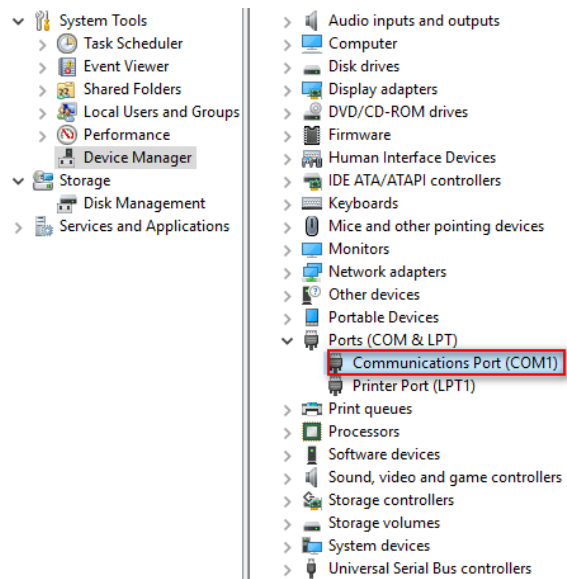 System Tools
Task Scheduler
Event Viewer
Shared Folders
Local Users and Groups
Performance
Device Manager
Storage
Disk Management
Services and Applications
Audio inputs and outputs
Computer
Disk drives
Display adapters
DVD/CD-ROM drives
Firmware
Human Interface Devices
IDE ATA/ATAPI controllers
Keyboards
Mice and other pointing devices
Monitors
Network adapters
Other devices
Portable Devices
Ports (COM & LPT)
Communications Port (COM1)
Printer Port (LPT1)
Print queues
Processors
Software devices
Sound, video and game controllers
Storage controllers
Storage volumes
System devices
Universal Serial Bus controllers